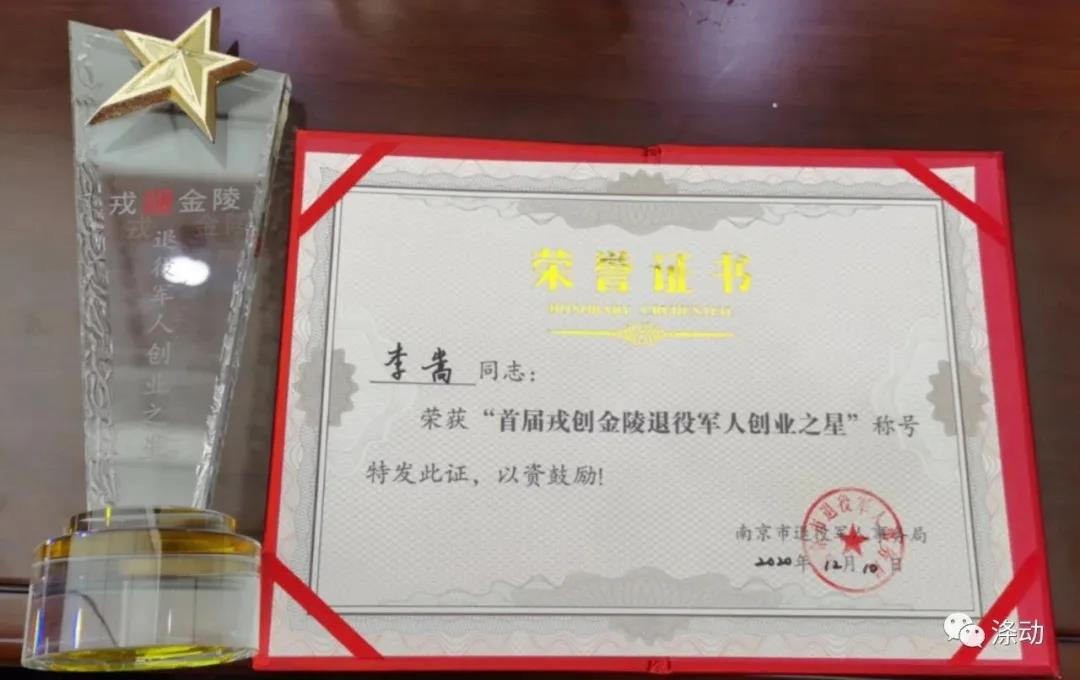 戎创金陵
退役军人创业之星
荣誉证书
HONORARY CREDENTIAL
李嵩 同志：
荣获“首届戎创金陵退役军人创业之星”称号
特发此证，以资鼓励！
南京市退役军人事务局
2020年12月10日
涤动